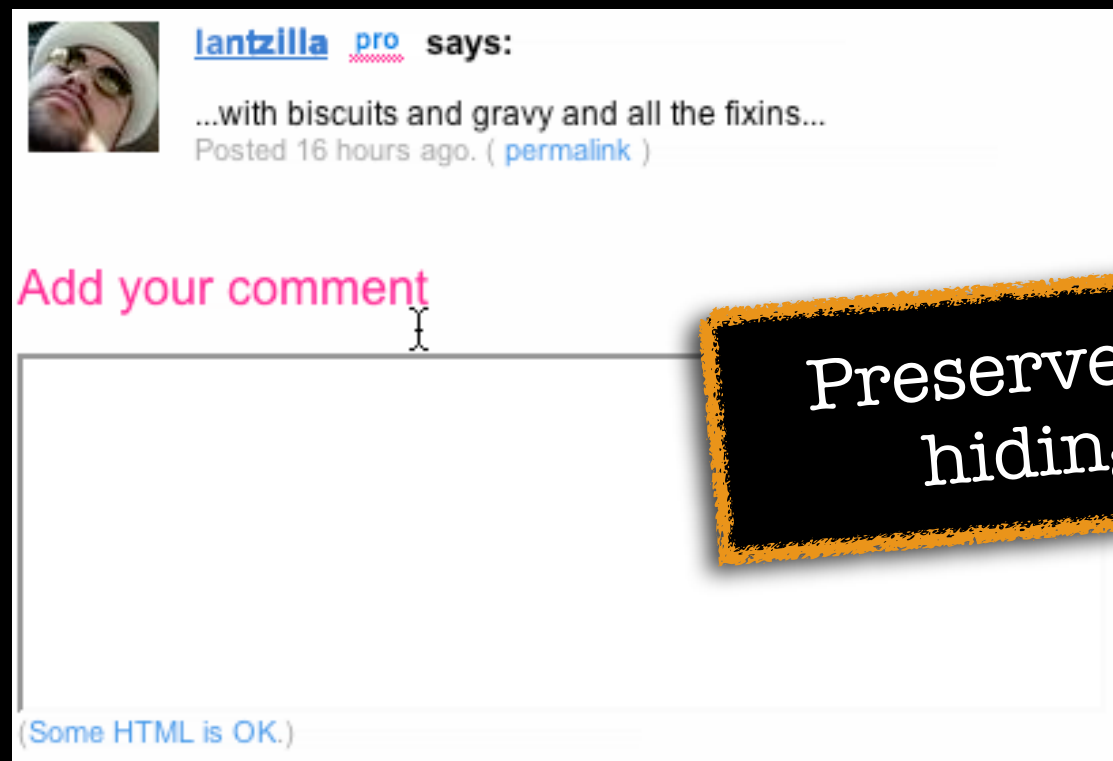 lantzilla pro says:
...with biscuits and gravy and all the fixins...
Posted 16 hours ago. ( permalink )
Add your comment
Preserve
hidin
(Some HTML is OK.)